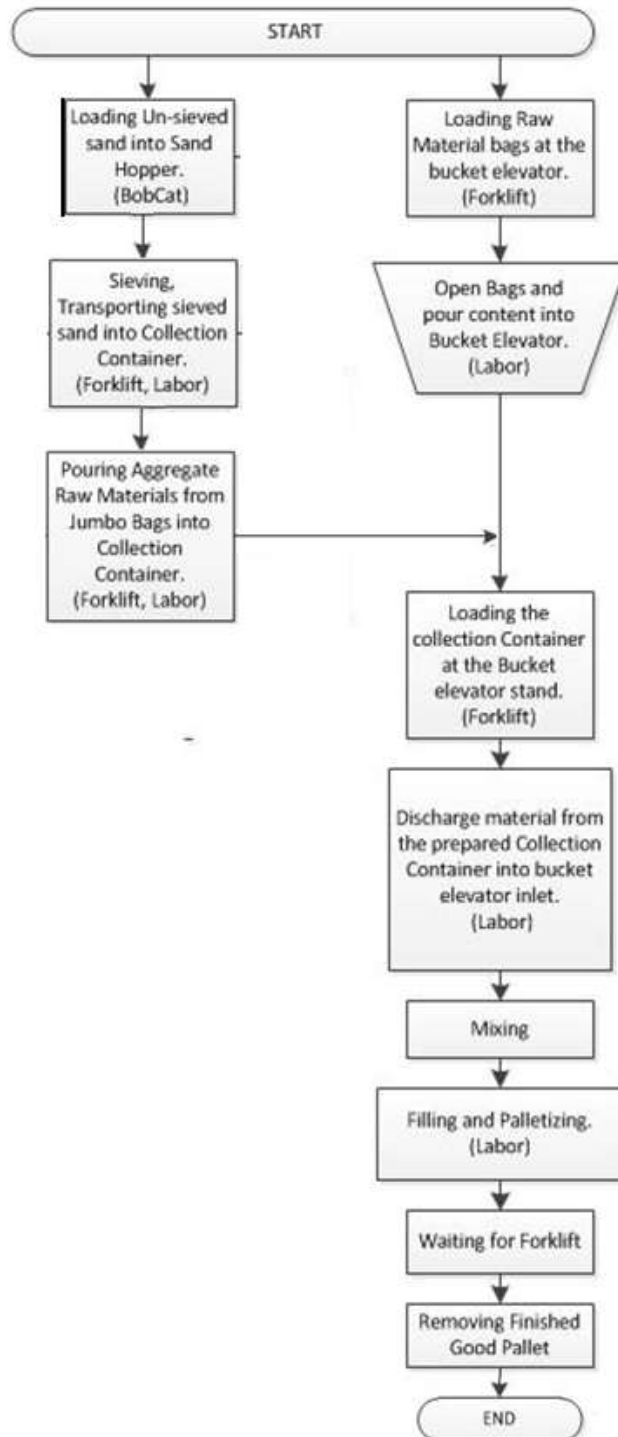 START
Loading Un-sieved
sand into Sand
Hopper.
(BobCat)
Sieving,
Transporting sieved
sand into Collection
Container.
(Forklift, Labor)
Pouring Aggregate
Raw Materials from
Jumbo Bags into
Collection
Container.
(Forklift, Labor)
Loading Raw
Material bags at the
bucket elevator.
(Forklift)
Open Bags and
pour content into
Bucket Elevator.
(Labor)
Loading the
collection Container
at the Bucket
elevator stand.
(Forklift)
Discharge material from
the prepared Collection
Container into bucket
elevator inlet.
(Labor)
Mixing
Filling and Palletizing.
(Labor)
Waiting for Forklift
Removing Finished
Good Pallet
END